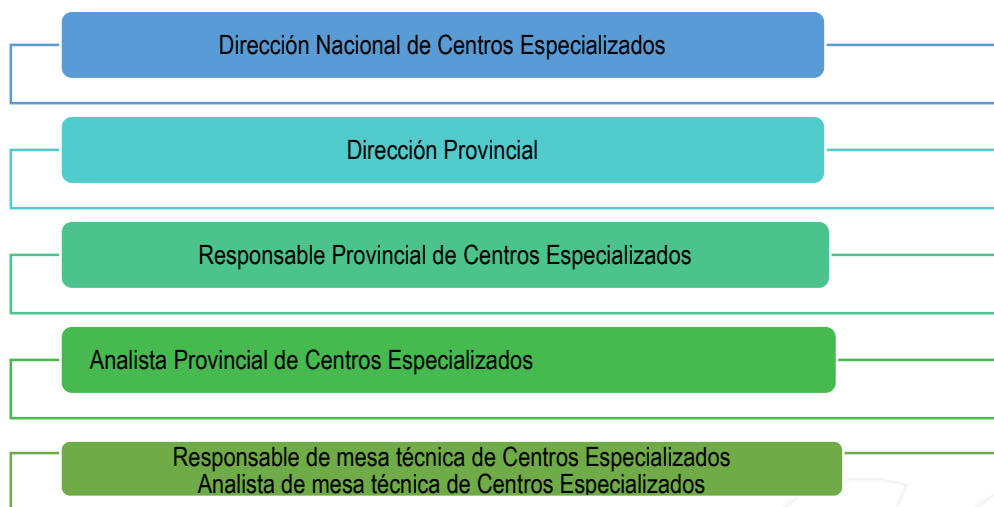 Dirección Nacional de Centros Especializados
Dirección Provincial
Responsable Provincial de Centros Especializados
Analista Provincial de Centros Especializados
Responsable de mesa técnica de Centros Especializados
Analista de mesa técnica de Centros Especializados